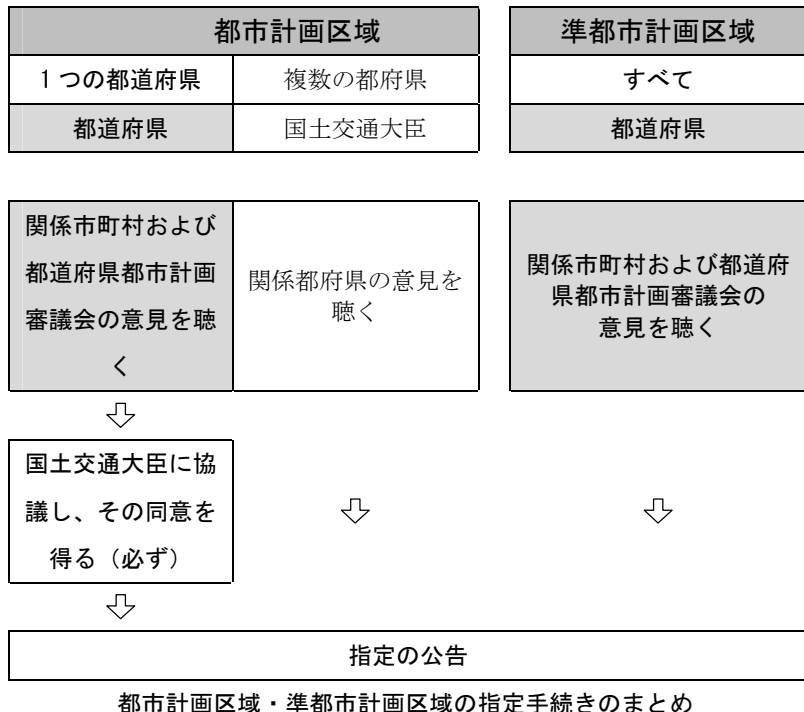 都市計画区域
準都市計画区域
1つの都道府県
複数の都府県
すべて
都道府県
国土交通大臣
都道府県
関係市町村および
都道府県都市計画
審議会の意見を聴
く
関係都府県の意見を
聴く
関係市町村および都道府
県都市計画審議会の
意見を聴く
国土交通大臣に協
議し、その同意を
得る（必ず）
指定の公告
都市計画区域・準都市計画区域の指定手続きのまとめ